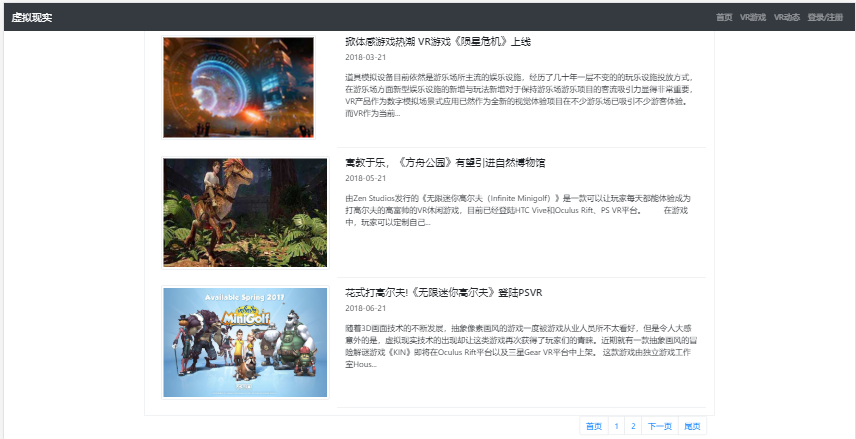 虚拟现实
首页 VR游戏 VR动态 登录/注册
掀体感游戏热潮 VR游戏《陨星危机》上线
2018-03-21
道具模拟设备目前依然是游乐场所主流的娱乐设施，经历了几十年一层不变的的玩乐设施投放方式，
在游乐场方面新型娱乐设施的新增与玩法新增对于保持游乐场游乐项目的客流吸引力显得非常重要，
VR产品作为数字模拟场景式应用已然作为全新的视觉体验项目在不少游乐场已吸引不少游客体验。
而VR作为当前...
寓教于乐，《方舟公园》有望引进自然博物馆
2018-05-21
由Zen Studios发行的《无限迷你高尔夫（Infinite Minigolf）》是一款可以让玩家每天都能体验成为
打高尔夫的高富帅的VR休闲游戏，目前已经登陆HTC Vive和Oculus Rift、PS VR平台。 在游戏
中，玩家可以定制自己...
Available Spring 2017
MiniGolf
花式打高尔夫!《无限迷你高尔夫》登陆PSVR
2018-06-21
随着3D画面技术的不断发展，抽象像素画风的游戏一度被游戏从业人员所不太看好，但是令人大感
意外的是，虚拟现实技术的出现却让这类游戏再次获得了玩家们的青睐。近期就有一款抽象画风的冒
险解谜游戏《KIN》即将在Oculus Rift平台以及三星Gear VR平台中上架。 这款游戏由独立游戏工作
室Hous...
首页 1 2 下一页 尾页